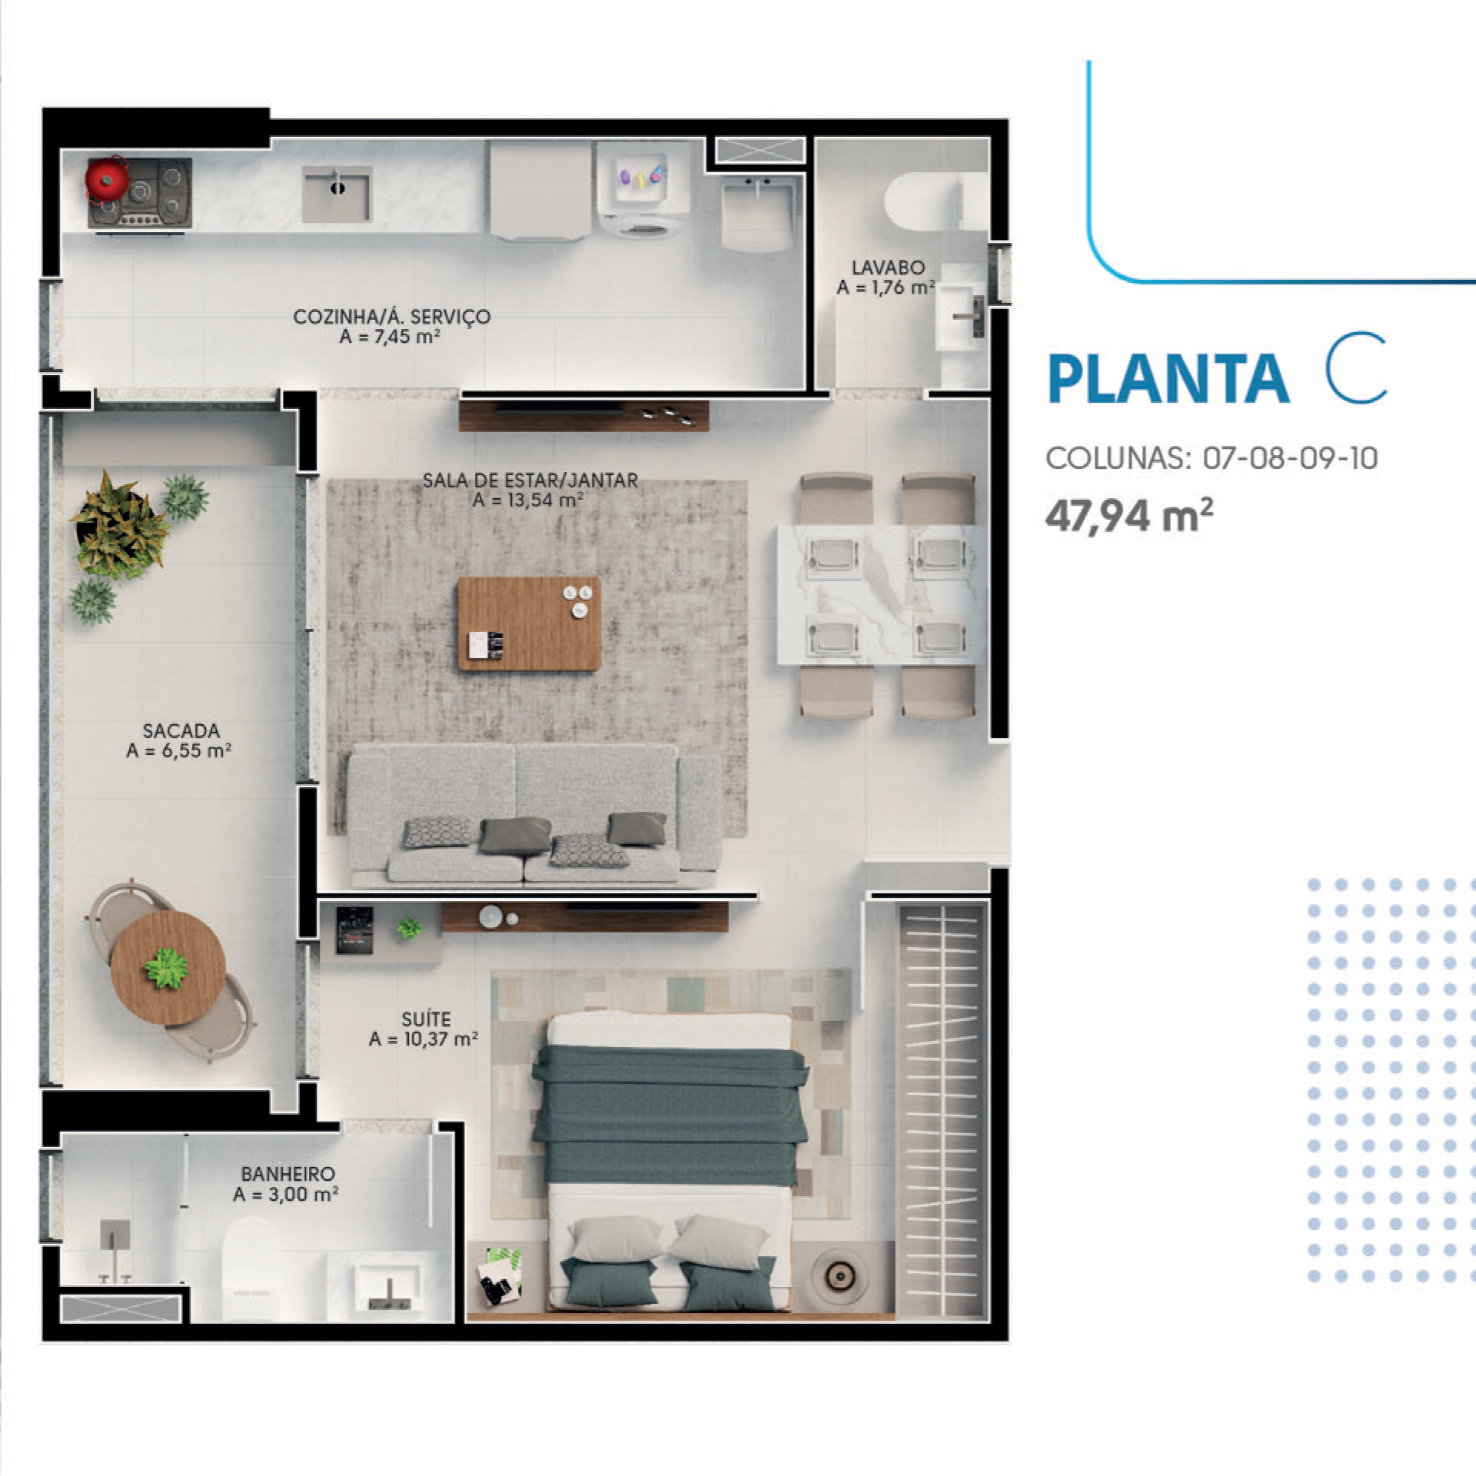 LAVABO
A = 1,76 m²
COZINHA/Á. SERVIÇO
A = 7,45 m²
PLANTA C
COLUNAS: 07-08-09-10
47,94 m²
SALA DE ESTAR/JANTAR
A = 13,54 m²
SACADA
A = 6,55 m²
SUÍTE
A = 10,37 m²
BANHEIRO
A = 3,00 m²